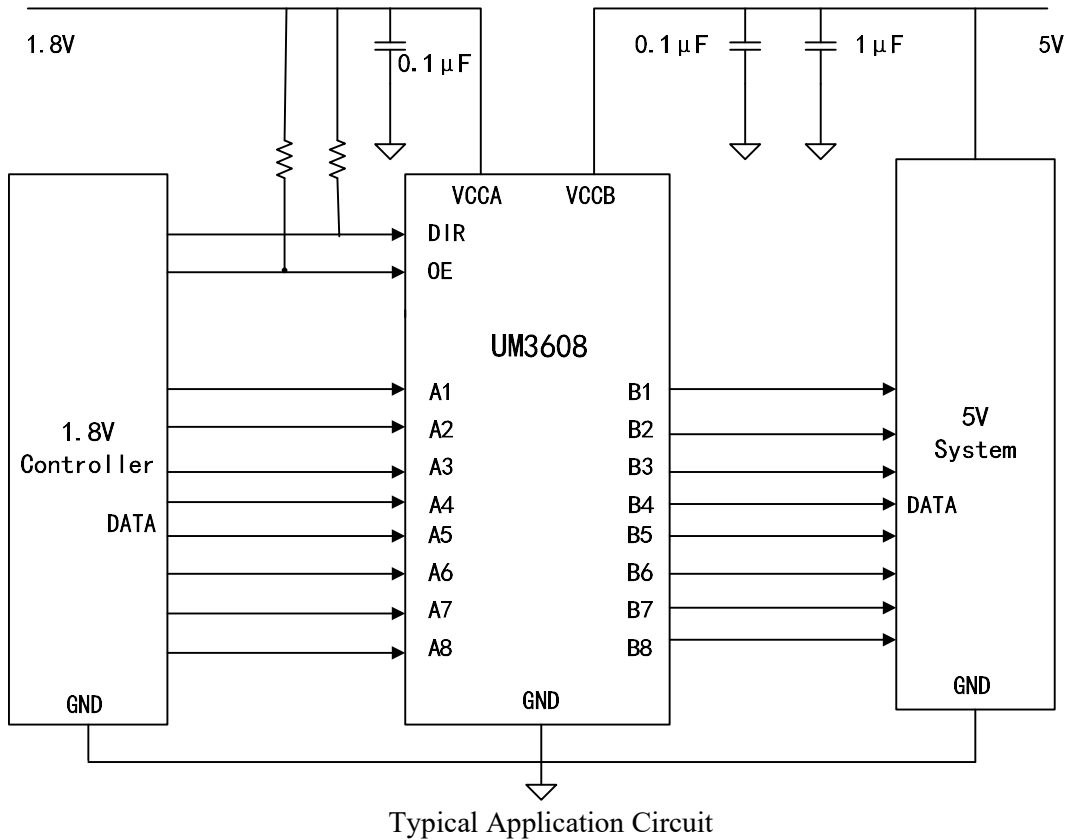 1.8V
0.1μF
0.1μF
1μF
5V
VCCA
VCCB
DIR
OE
UM3608
1.8V
Controller
DATA
GND
A1
A2
A3
A4
A5
A6
A7
A8
B1
B2
B3
B4
B5
B6
B7
B8
GND
5V
System
DATA
GND
Typical Application Circuit